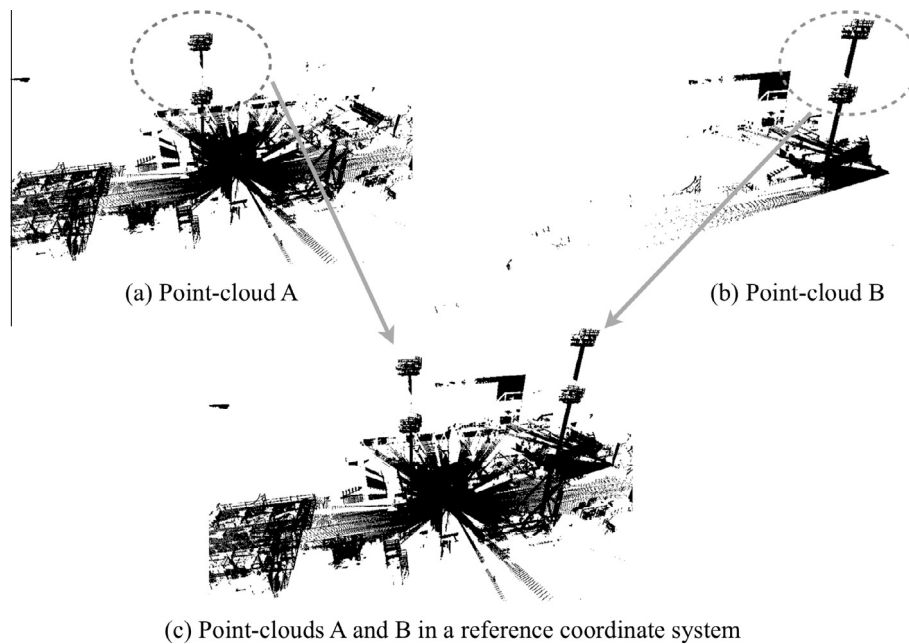 (a) Point-cloud A
(b) Point-cloud B
(c) Point-clouds A and B in a reference coordinate system